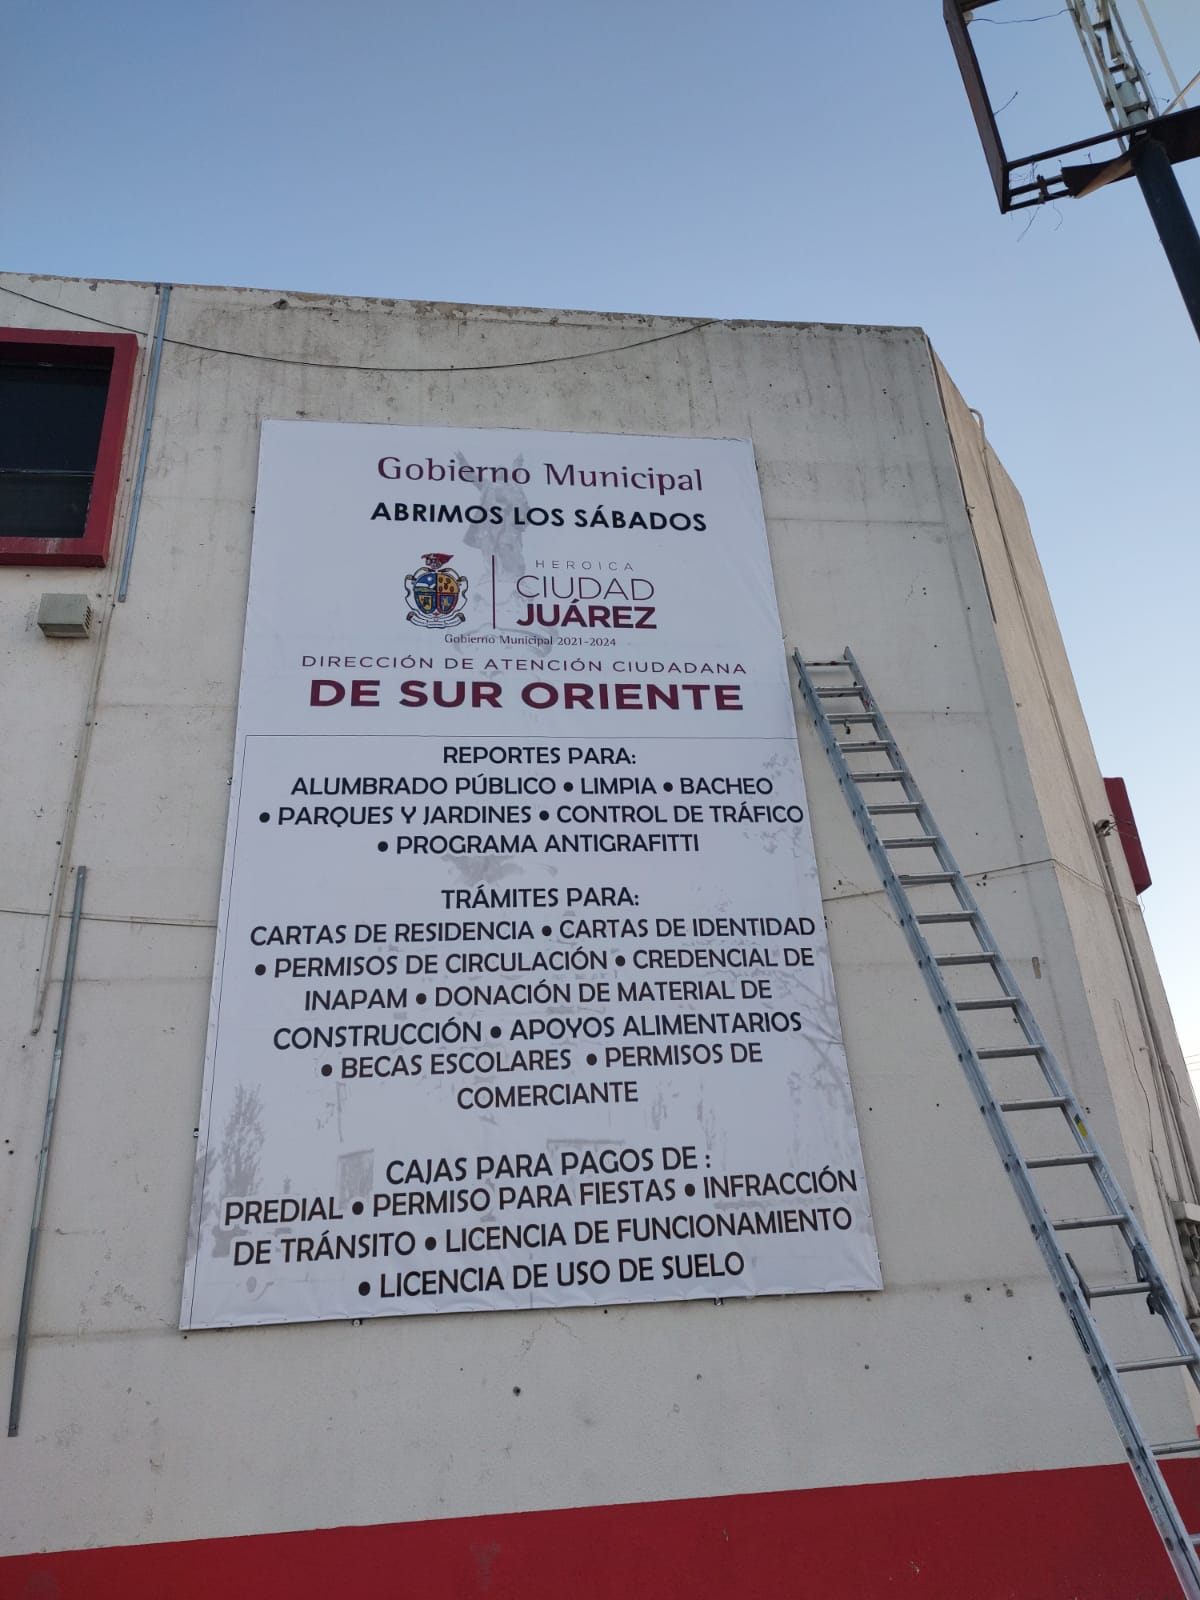 Gobierno Municipal
ABRIMOS LOS SÁBADOS
HEROICA
CIUDAD
JUÁREZ
Gobierno Municipal 2021-2024
DIRECCIÓN DE ATENCIÓN CIUDADANA
DE SUR ORIENTE
REPORTES PARA:
ALUMBRADO PÚBLICO • LIMPIA • BACHEO
• PARQUES Y JARDINES • CONTROL DE TRÁFICO
• PROGRAMA ANTIGRAFITTI
TRÁMITES PARA:
CARTAS DE RESIDENCIA • CARTAS DE IDENTIDAD
• PERMISOS DE CIRCULACIÓN • CREDENCIAL DE
INAPAM • DONACIÓN DE MATERIAL DE
CONSTRUCCIÓN • APOYOS ALIMENTARIOS
• BECAS ESCOLARES • PERMISOS DE
COMERCIANTE
CAJAS PARA PAGOS DE :
PREDIAL • PERMISO PARA FIESTAS • INFRACCIÓN
DE TRÁNSITO • LICENCIA DE FUNCIONAMIENTO
• LICENCIA DE USO DE SUELO